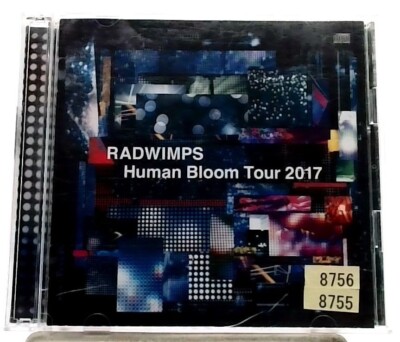 RADWIMPS
Human Bloom Tour 2017
8756
8755